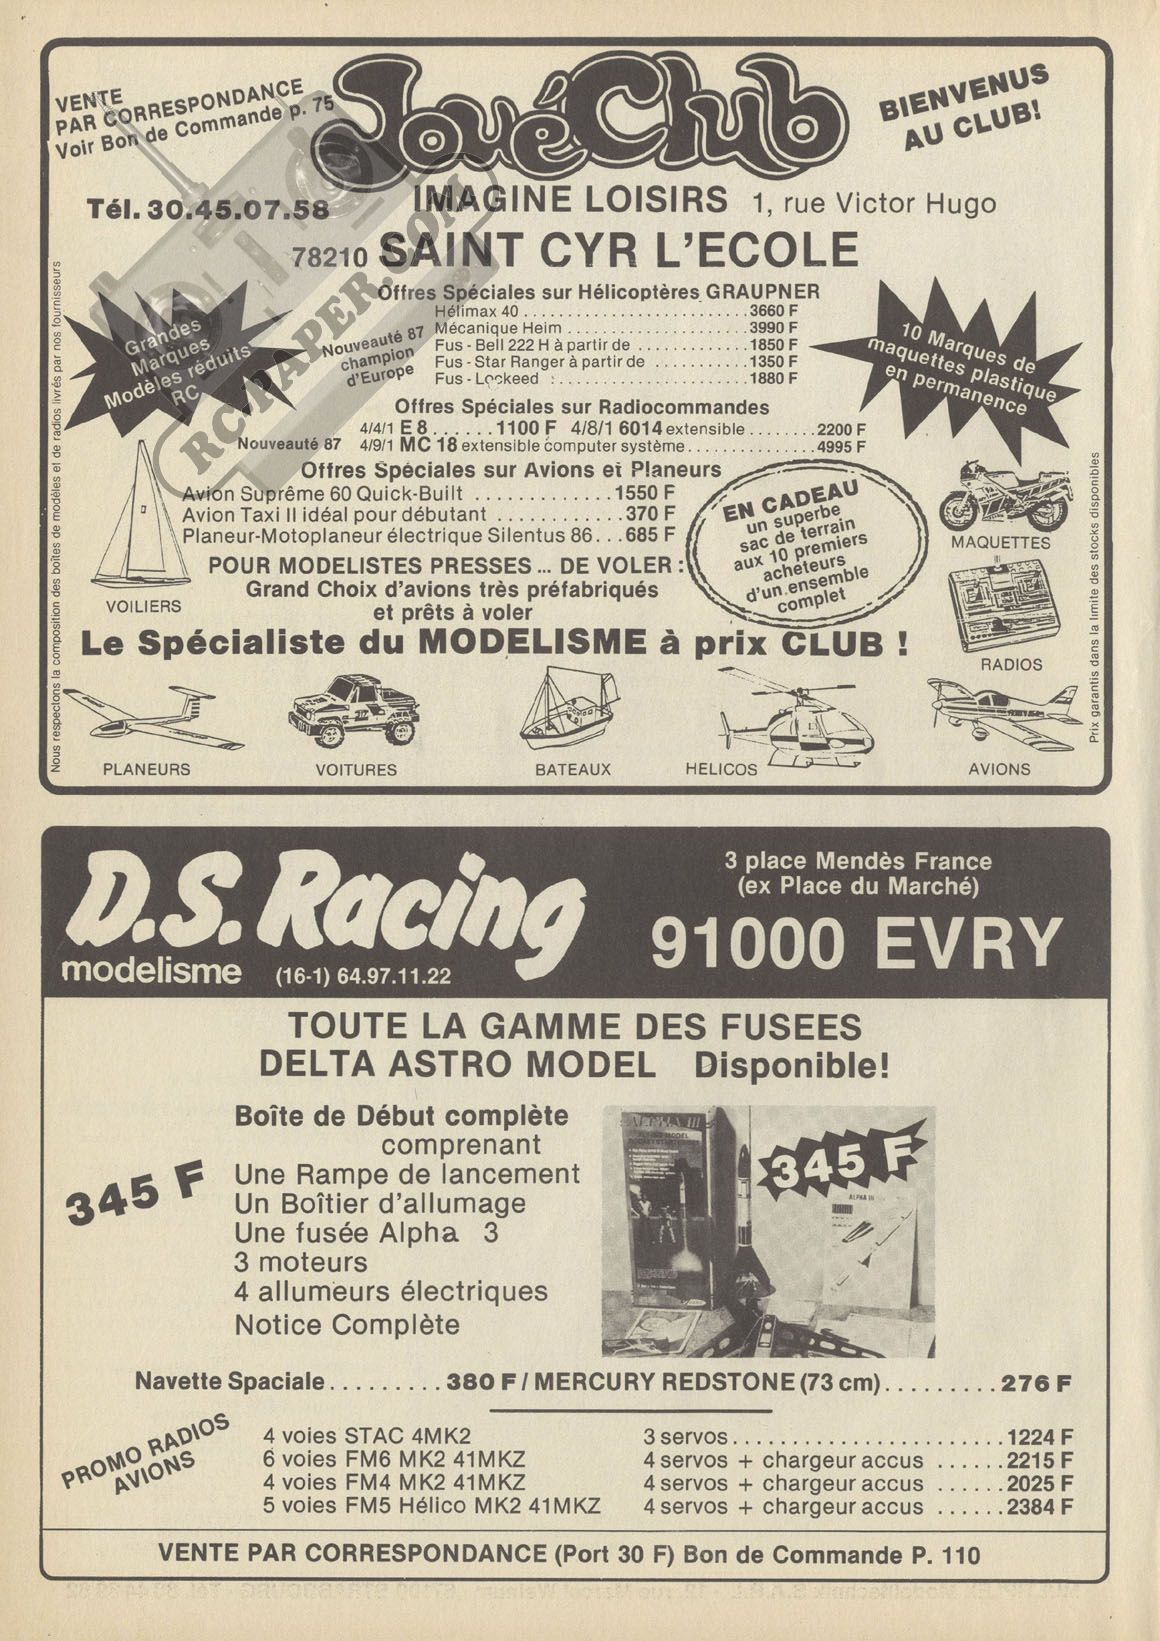 VENTE
PAR CORRESPONDANCE
Voir Bon de Commande p. 75
JouéClub
BIENVENUS
AU CLUB!
Tél. 30.45.07.58
IMAGINE LOISIRS 1, rue Victor Hugo
78210 SAINT CYR L'ECOLE
Grandes
Marques
Modèles réduits
RC
Nouveauté 87
champion
d'Europe
Offres Spéciales sur Hélicoptères GRAUPNER
Hélimax 40 ........................ 3660 F
Mécanique Heim .................... 3990 F
Fus - Bell 222 H à partir de ............ 1850 F
Fus - Star Ranger à partir de .......... 1350 F
Fus - Lockeed : ...................... 1880 F
10 Marques de
maquettes plastique
en permanence
Offres Spéciales sur Radiocommandes
4/4/1 E 8 ...... 1100 F 4/8/1 6014 extensible ........ 2200 F
Nouveauté 87 4/9/1 MC 18 extensible computer système ............... 4995 F
Offres Spéciales sur Avions et Planeurs
Avion Suprême 60 Quick-Built ............ 1550 F
Avion Taxi II idéal pour débutant ........... 370 F
Planeur-Motoplaneur électrique Silentus 86 ... 685 F
EN CADEAU
un superbe
sac de terrain
aux 10 premiers
acheteurs
d'un ensemble
complet
POUR MODELISTES PRESSES ... DE VOLER :
Grand Choix d'avions très préfabriqués
et prêts à voler
Le Spécialiste du MODELISME à prix CLUB !
VOILIERS
MAQUETTES
RADIOS
PLANEURS
VOITURES
BATEAUX
HELICOS
AVIONS
Nous respectons la composition des boîtes de modèles et de radios livrés par nos fournisseurs
Prix garantis dans la limite des stocks disponibles
RC-PAPER.COM
D.S. Racing
modelisme (16-1) 64.97.11.22
3 place Mendès France
(ex Place du Marché)
91000 EVRY
TOUTE LA GAMME DES FUSEES
DELTA ASTRO MODEL Disponible!
345 F
Boîte de Début complète
comprenant
Une Rampe de lancement
Un Boîtier d'allumage
Une fusée Alpha 3
3 moteurs
4 allumeurs électriques
Notice Complète
ALPHA III
345 F
ALPHA III
Navette Spaciale ......... 380 F / MERCURY REDSTONE (73 cm) ......... 276 F
PROMO RADIOS
AVIONS
4 voies STAC 4MK2 3 servos ........................ 1224 F
6 voies FM6 MK2 41MKZ 4 servos + chargeur accus ...... 2215 F
4 voies FM4 MK2 41MKZ 4 servos + chargeur accus ...... 2025 F
5 voies FM5 Hélico MK2 41MKZ 4 servos + chargeur accus ...... 2384 F
VENTE PAR CORRESPONDANCE (Port 30 F) Bon de Commande P. 110